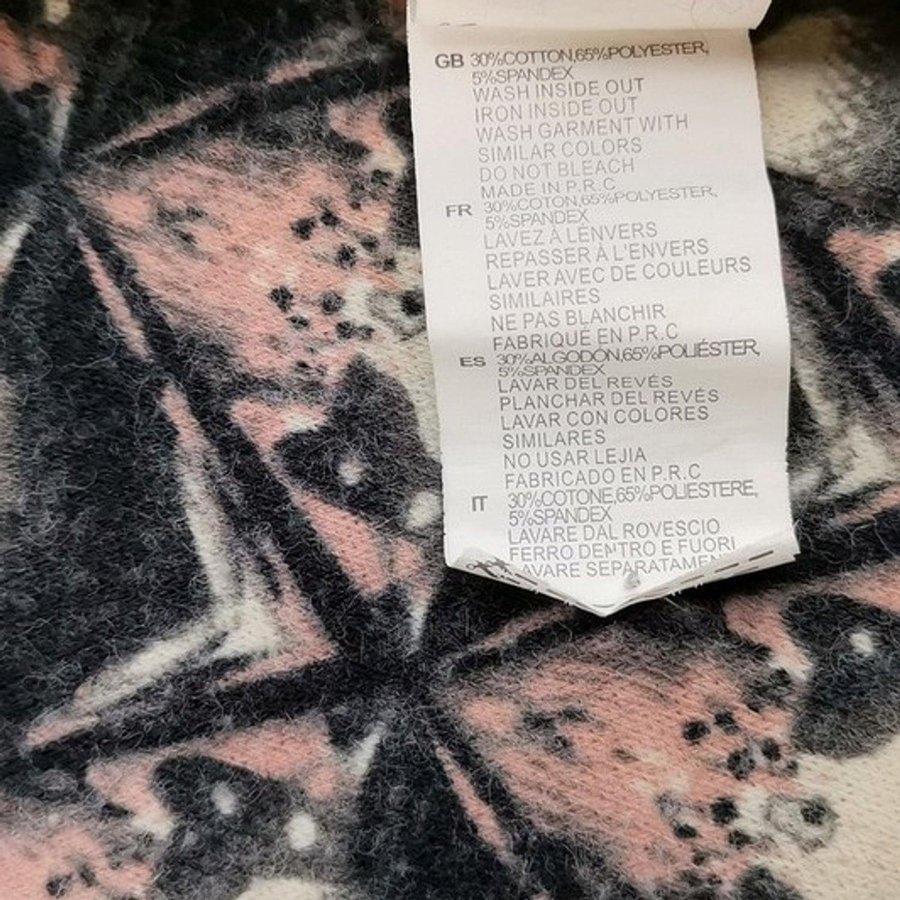 GB 30%COTTON,65%POLYESTER,
5%SPANDEX
WASH INSIDE OUT
IRON INSIDE OUT
WASH GARMENT WITH
SIMILAR COLORS
DO NOT BLEACH
MADE IN P.R.C
FR 30%COTON,65%POLYESTER,
5%SPANDEX
LAVEZ À LÉNVERS
REPASSER À L'ENVERS
LAVER AVEC DE COULEURS
SIMILAIRES
NE PAS BLANCHIR
FABRIQUÉ EN P.R.C
ES 30%ALGODÓN,65%POLIÉSTER,
5%SPANDEX
LAVAR DEL REVÉS
PLANCHAR DEL REVÉS
LAVAR CON COLORES
SIMILARES
NO USAR LEJIA
FABRICADO EN P.R.C
IT 30%COTONE,65%POLIESTERE,
5%SPANDEX
LAVARE DAL ROVESCIO
FERRO DENTRO E FUORI